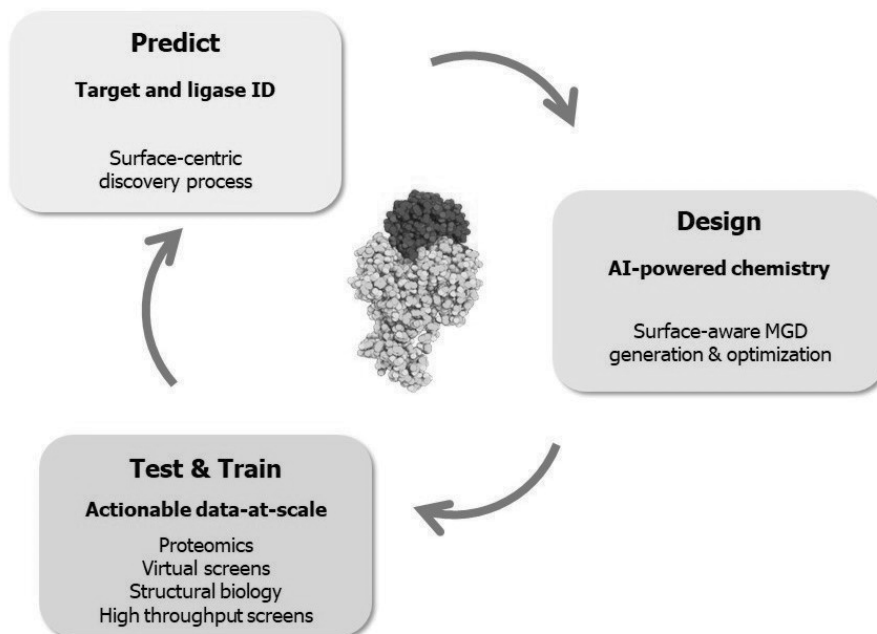 Predict
Target and ligase ID
Surface-centric
discovery process
Design
AI-powered chemistry
Surface-aware MGD
generation & optimization
Test & Train
Actionable data-at-scale
Proteomics
Virtual screens
Structural biology
High throughput screens